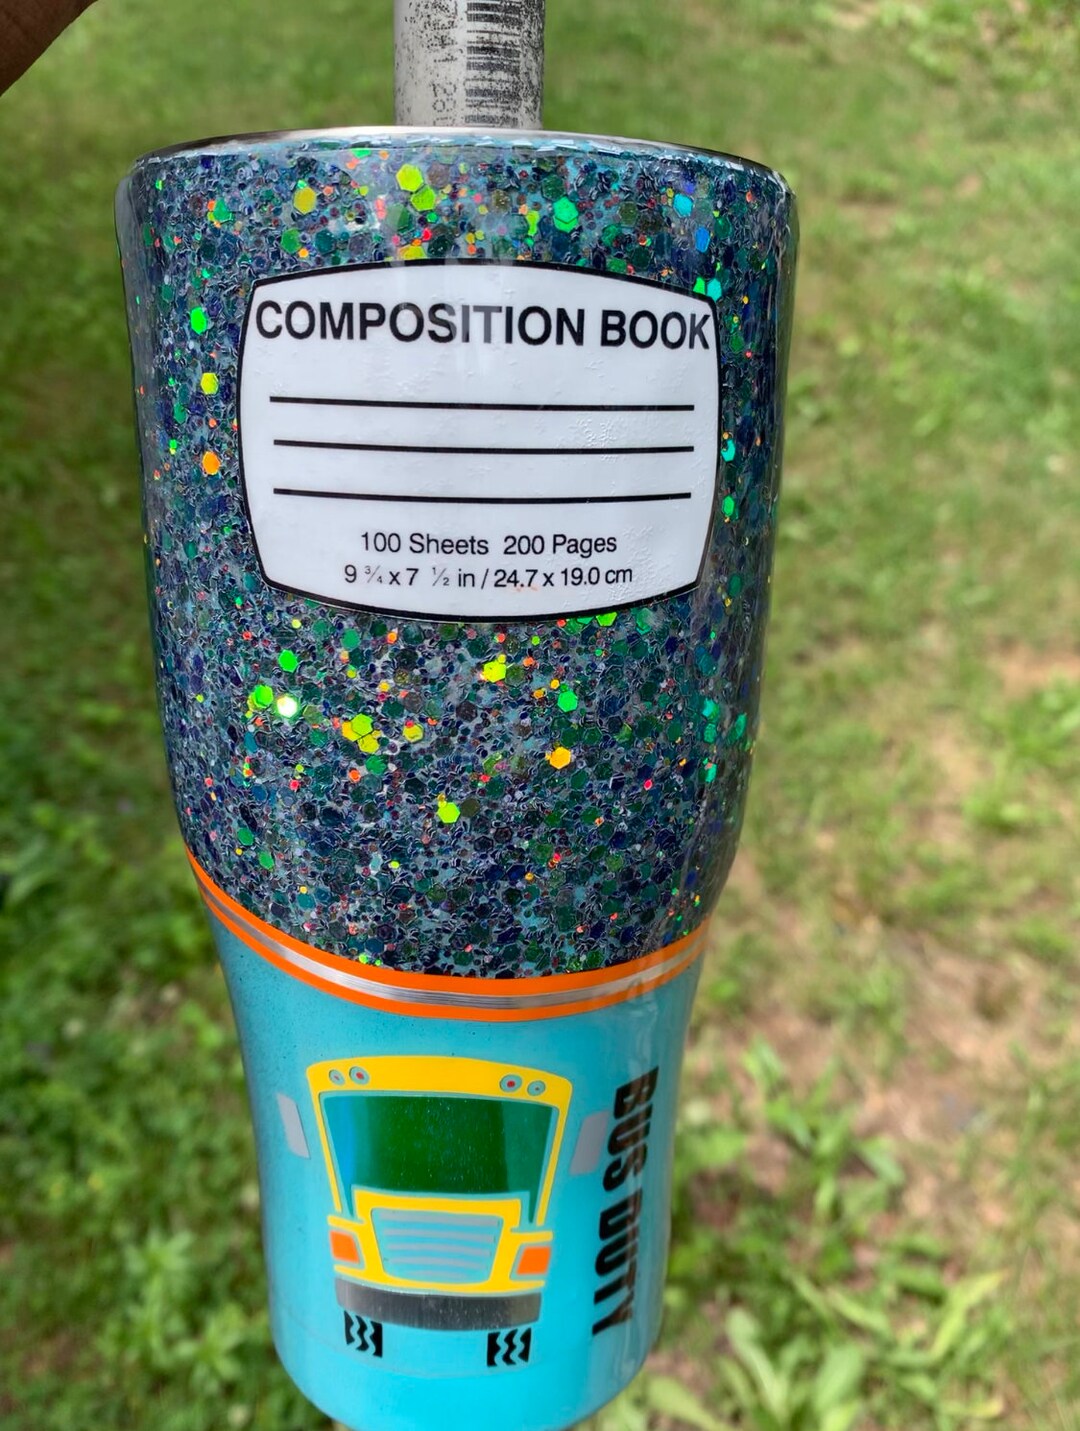 COMPOSITION BOOK
100 Sheets 200 Pages
9 ¾ x 7 ½ in / 24.7 x 19.0 cm
BUS DUTY